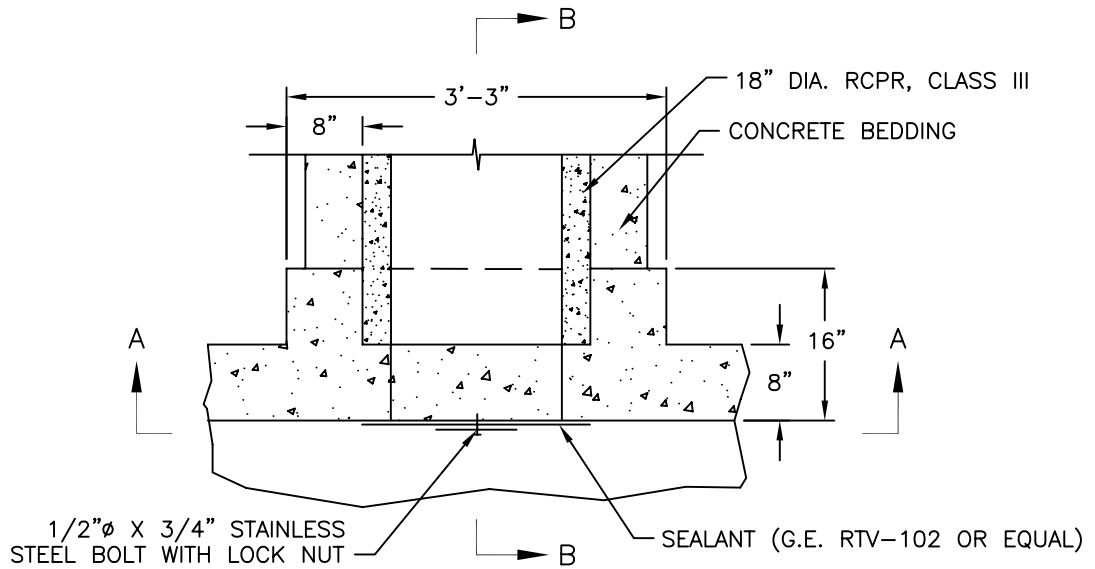 B
18" DIA. RCPR, CLASS III
3'-3"
8"
CONCRETE BEDDING
A
16"
A
8"
1/2"ø X 3/4" STAINLESS
STEEL BOLT WITH LOCK NUT
B
SEALANT (G.E. RTV-102 OR EQUAL)